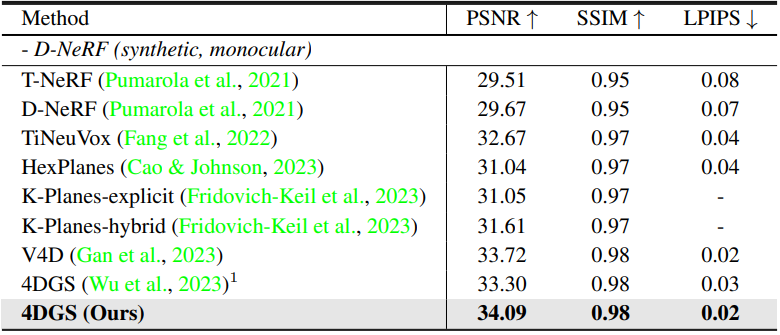 Method PSNR ↑ SSIM ↑ LPIPS ↓
- D-NeRF (synthetic, monocular)
T-NeRF (Pumarola et al., 2021) 29.51 0.95 0.08
D-NeRF (Pumarola et al., 2021) 29.67 0.95 0.07
TiNeuVox (Fang et al., 2022) 32.67 0.97 0.04
HexPlanes (Cao & Johnson, 2023) 31.04 0.97 0.04
K-Planes-explicit (Fridovich-Keil et al., 2023) 31.05 0.97 -
K-Planes-hybrid (Fridovich-Keil et al., 2023) 31.61 0.97 -
V4D (Gan et al., 2023) 33.72 0.98 0.02
4DGS (Wu et al., 2023)¹ 33.30 0.98 0.03
4DGS (Ours) 34.09 0.98 0.02